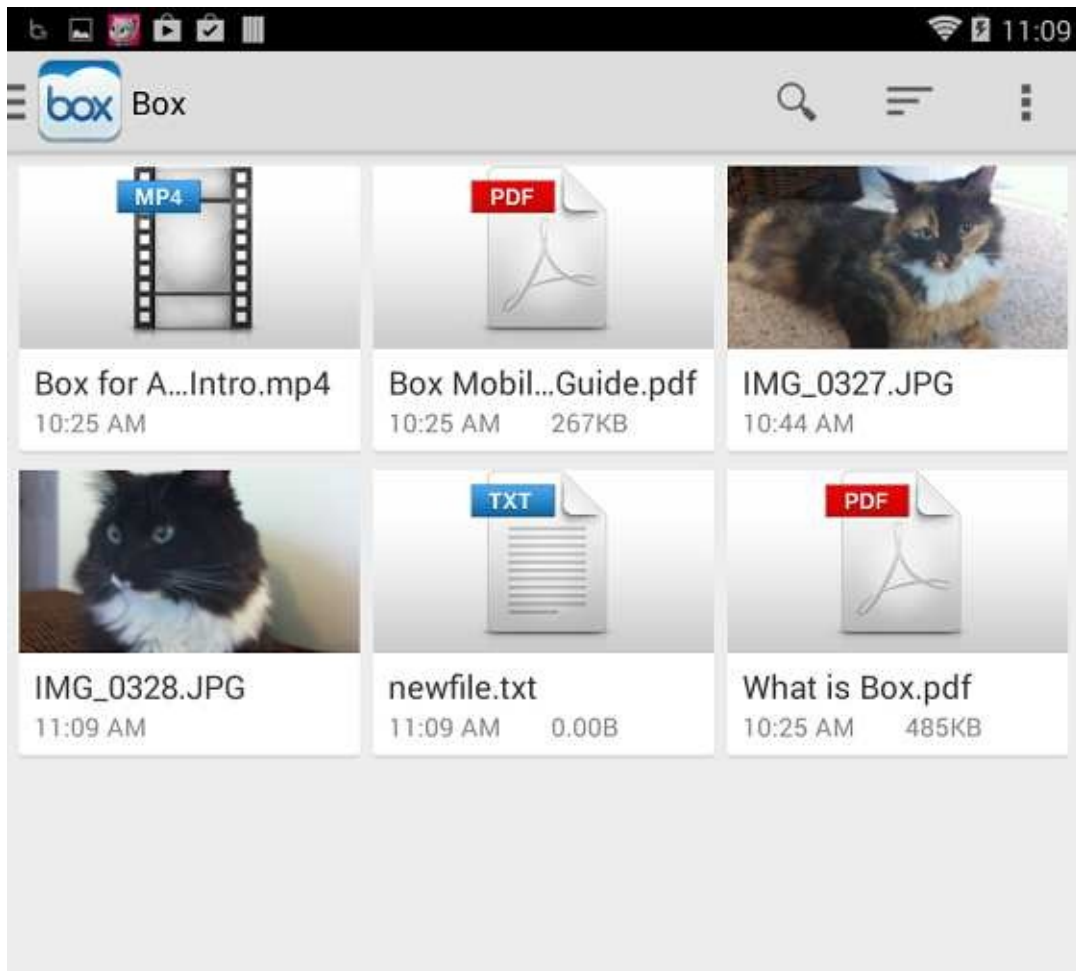 11:09
box Box
MP4
PDF
Box for A...Intro.mp4
10:25 AM
Box Mobil...Guide.pdf
10:25 AM 267KB
IMG_0327.JPG
10:44 AM
TXT
PDF
IMG_0328.JPG
11:09 AM
newfile.txt
11:09 AM 0.00B
What is Box.pdf
10:25 AM 485KB